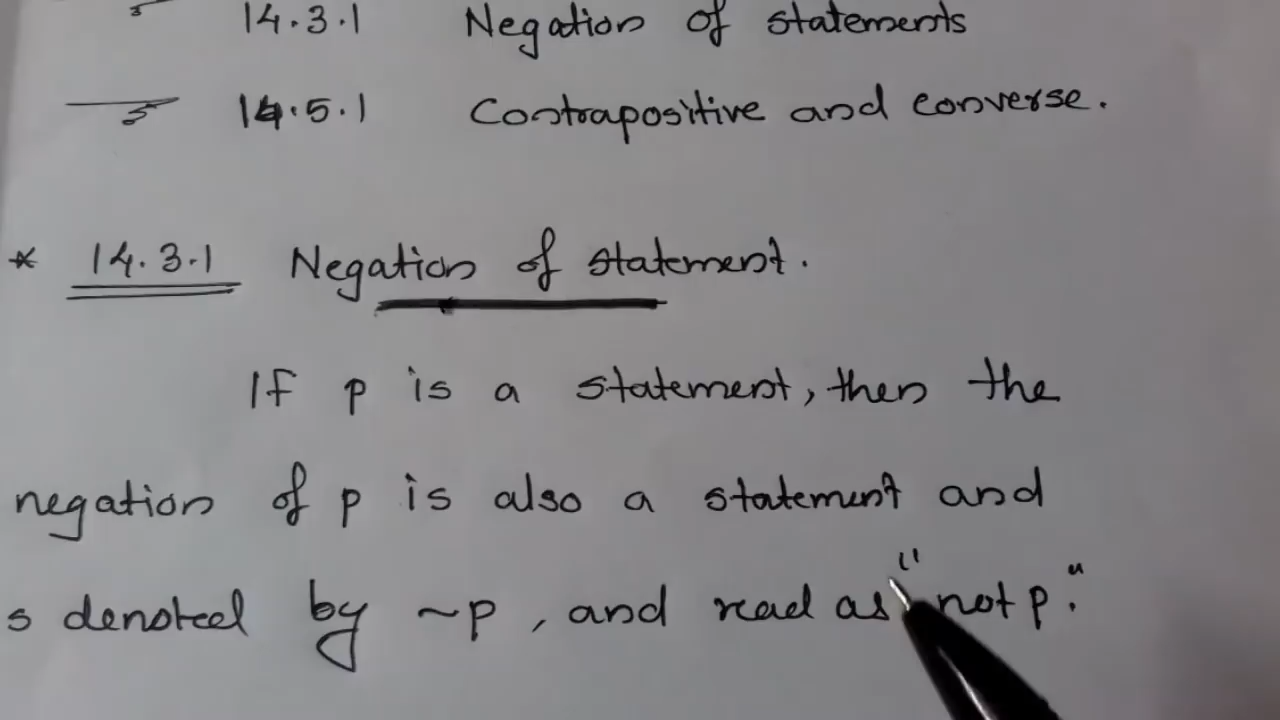 14.3.1 Negation of statements
14.5.1 Contrapositive and converse.
* 14.3.1 Negation of statement.
If p is a statement, then the
negation of p is also a statement and
s denoted by ~p, and read as "not p."